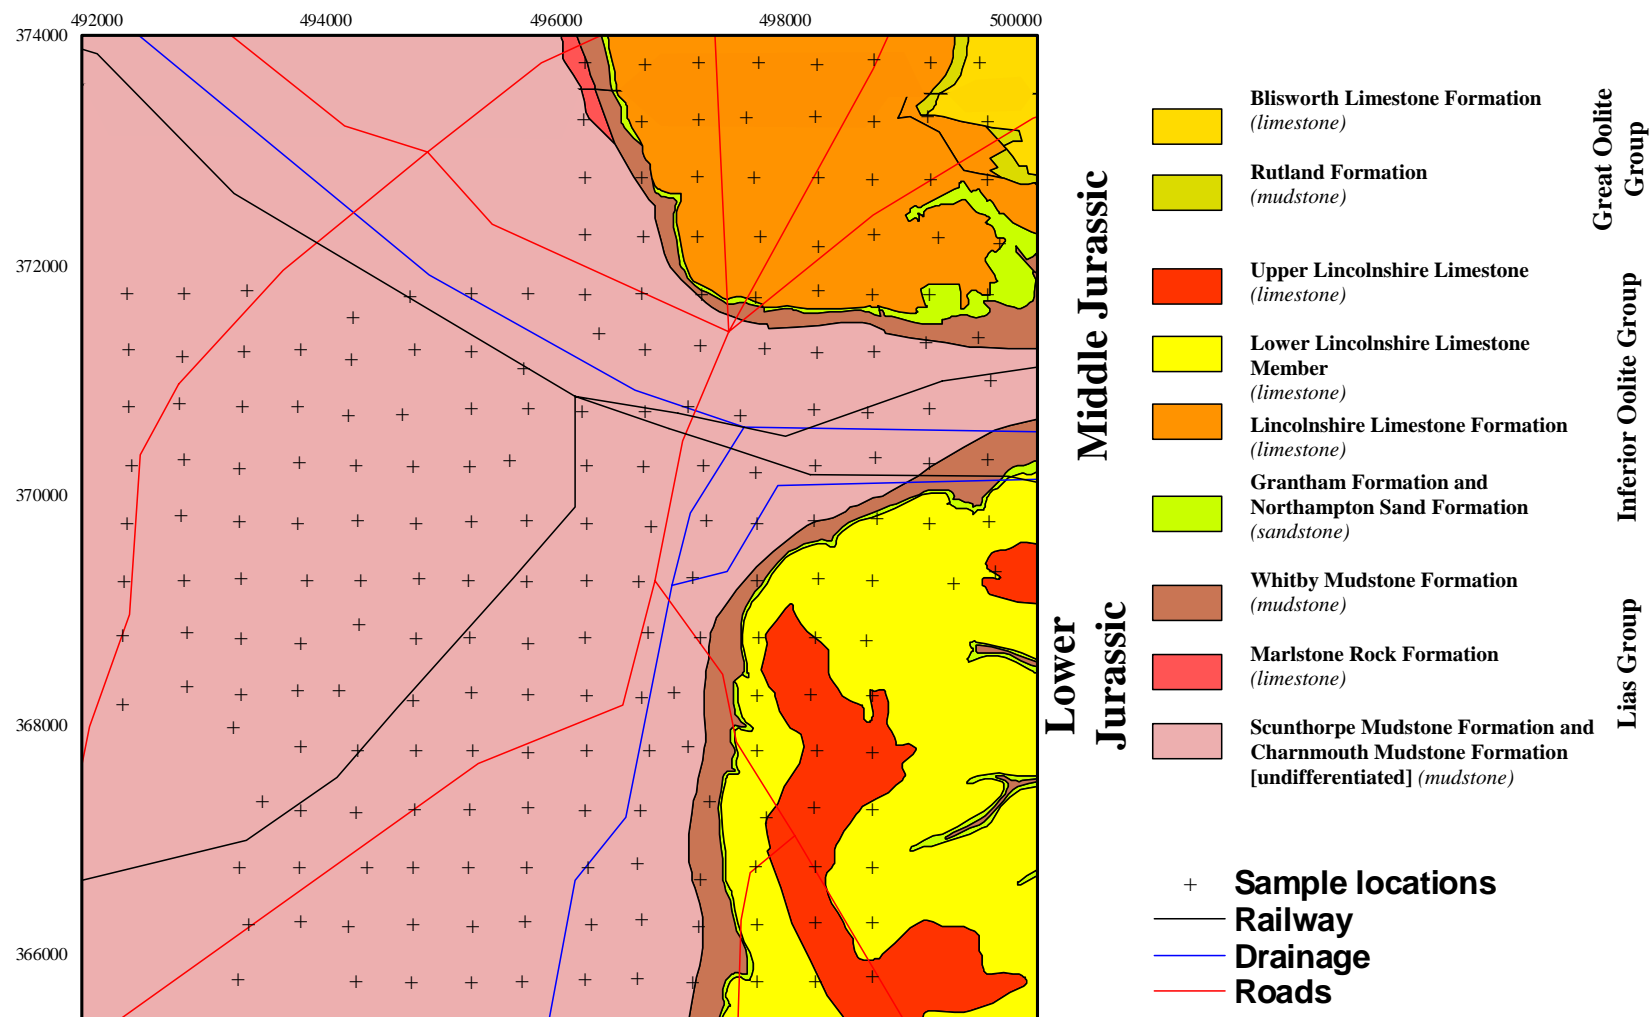 492000 494000 496000 498000 500000
374000
372000
370000
368000
366000
Blisworth Limestone Formation
(limestone)
Rutland Formation
(mudstone)
Great Oolite
Group
Upper Lincolnshire Limestone
(limestone)
Lower Lincolnshire Limestone
Member
(limestone)
Lincolnshire Limestone Formation
(limestone)
Grantham Formation and
Northampton Sand Formation
(sandstone)
Inferior Oolite Group
Middle Jurassic
Whitby Mudstone Formation
(mudstone)
Marlstone Rock Formation
(limestone)
Scunthorpe Mudstone Formation and
Charnmouth Mudstone Formation
[undifferentiated] (mudstone)
Lias Group
Lower
Jurassic
Sample locations
Railway
Drainage
Roads